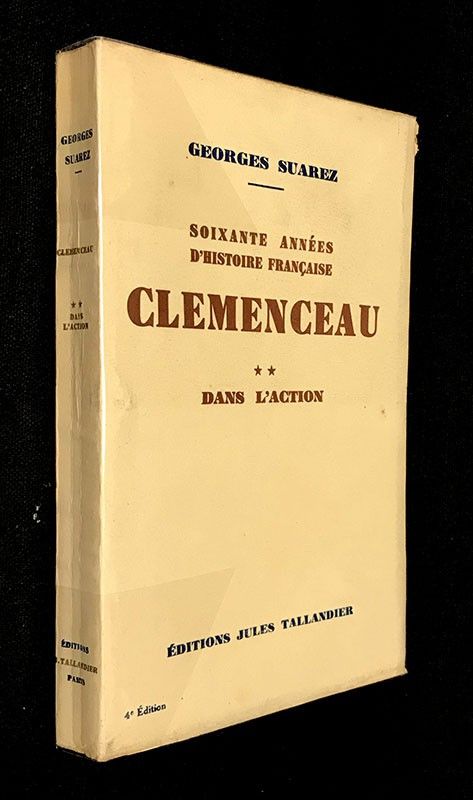 GEORGES
SUAREZ
CLEMENCEAU
★★
DANS
L'ACTION
ÉDITIONS
J. TALLANDIER
PARIS
GEORGES SUAREZ
SOIXANTE ANNÉES
D'HISTOIRE FRANÇAISE
CLEMENCEAU
★★
DANS L'ACTION
ÉDITIONS JULES TALLANDIER
4e Édition